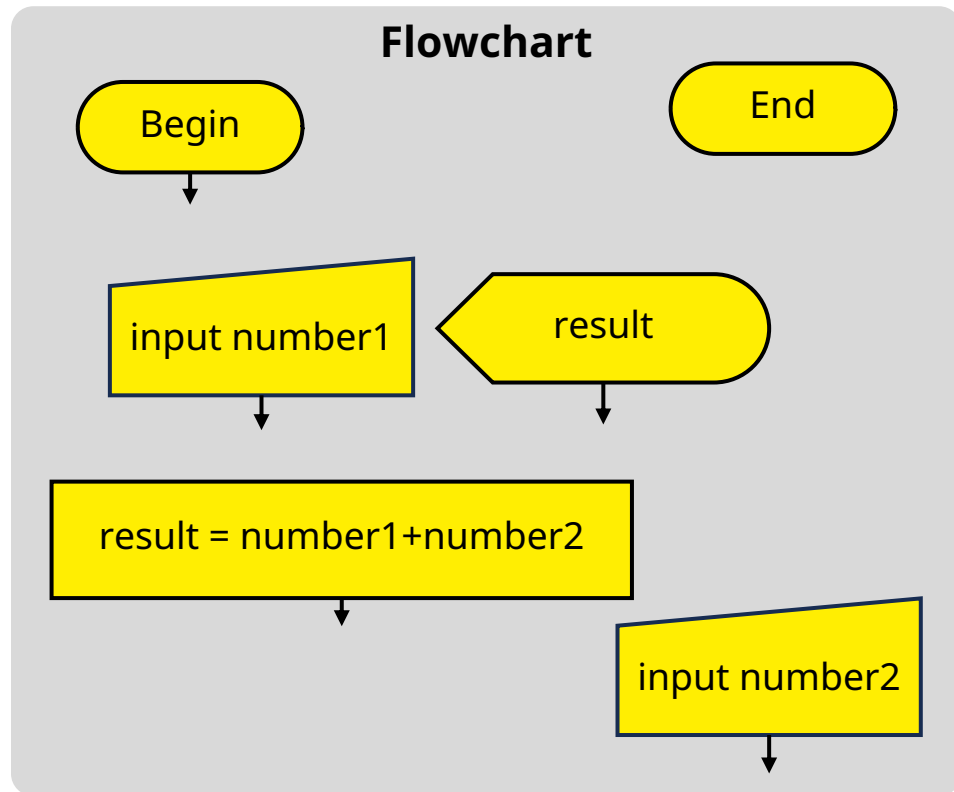 Flowchart
Begin
End
input number1
result
result = number1+number2
input number2